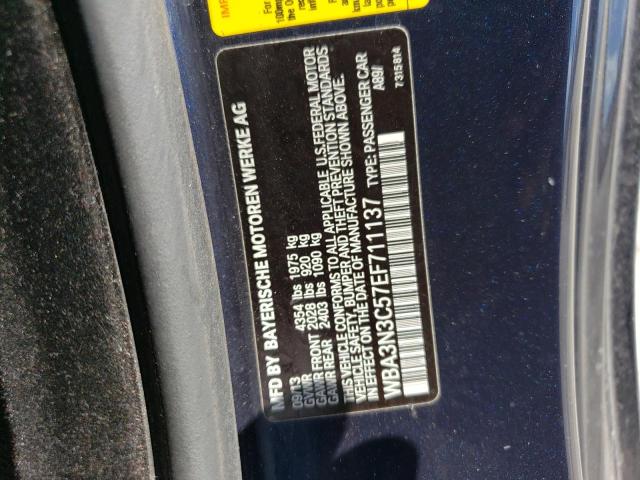 MFD BY BAYERISCHE MOTOREN WERKE AG
09/13
GVWR 4354 lbs 1975 kg
GAWR FRONT 2028 lbs 920 kg
GAWR REAR 2403 lbs 1090 kg
THIS VEHICLE CONFORMS TO ALL APPLICABLE U.S. FEDERAL MOTOR
VEHICLE SAFETY, BUMPER AND THEFT PREVENTION STANDARDS
IN EFFECT ON THE DATE OF MANUFACTURE SHOWN ABOVE.
WBA3N3C57EF711137 TYPE: PASSENGER CAR
A89/
7315814